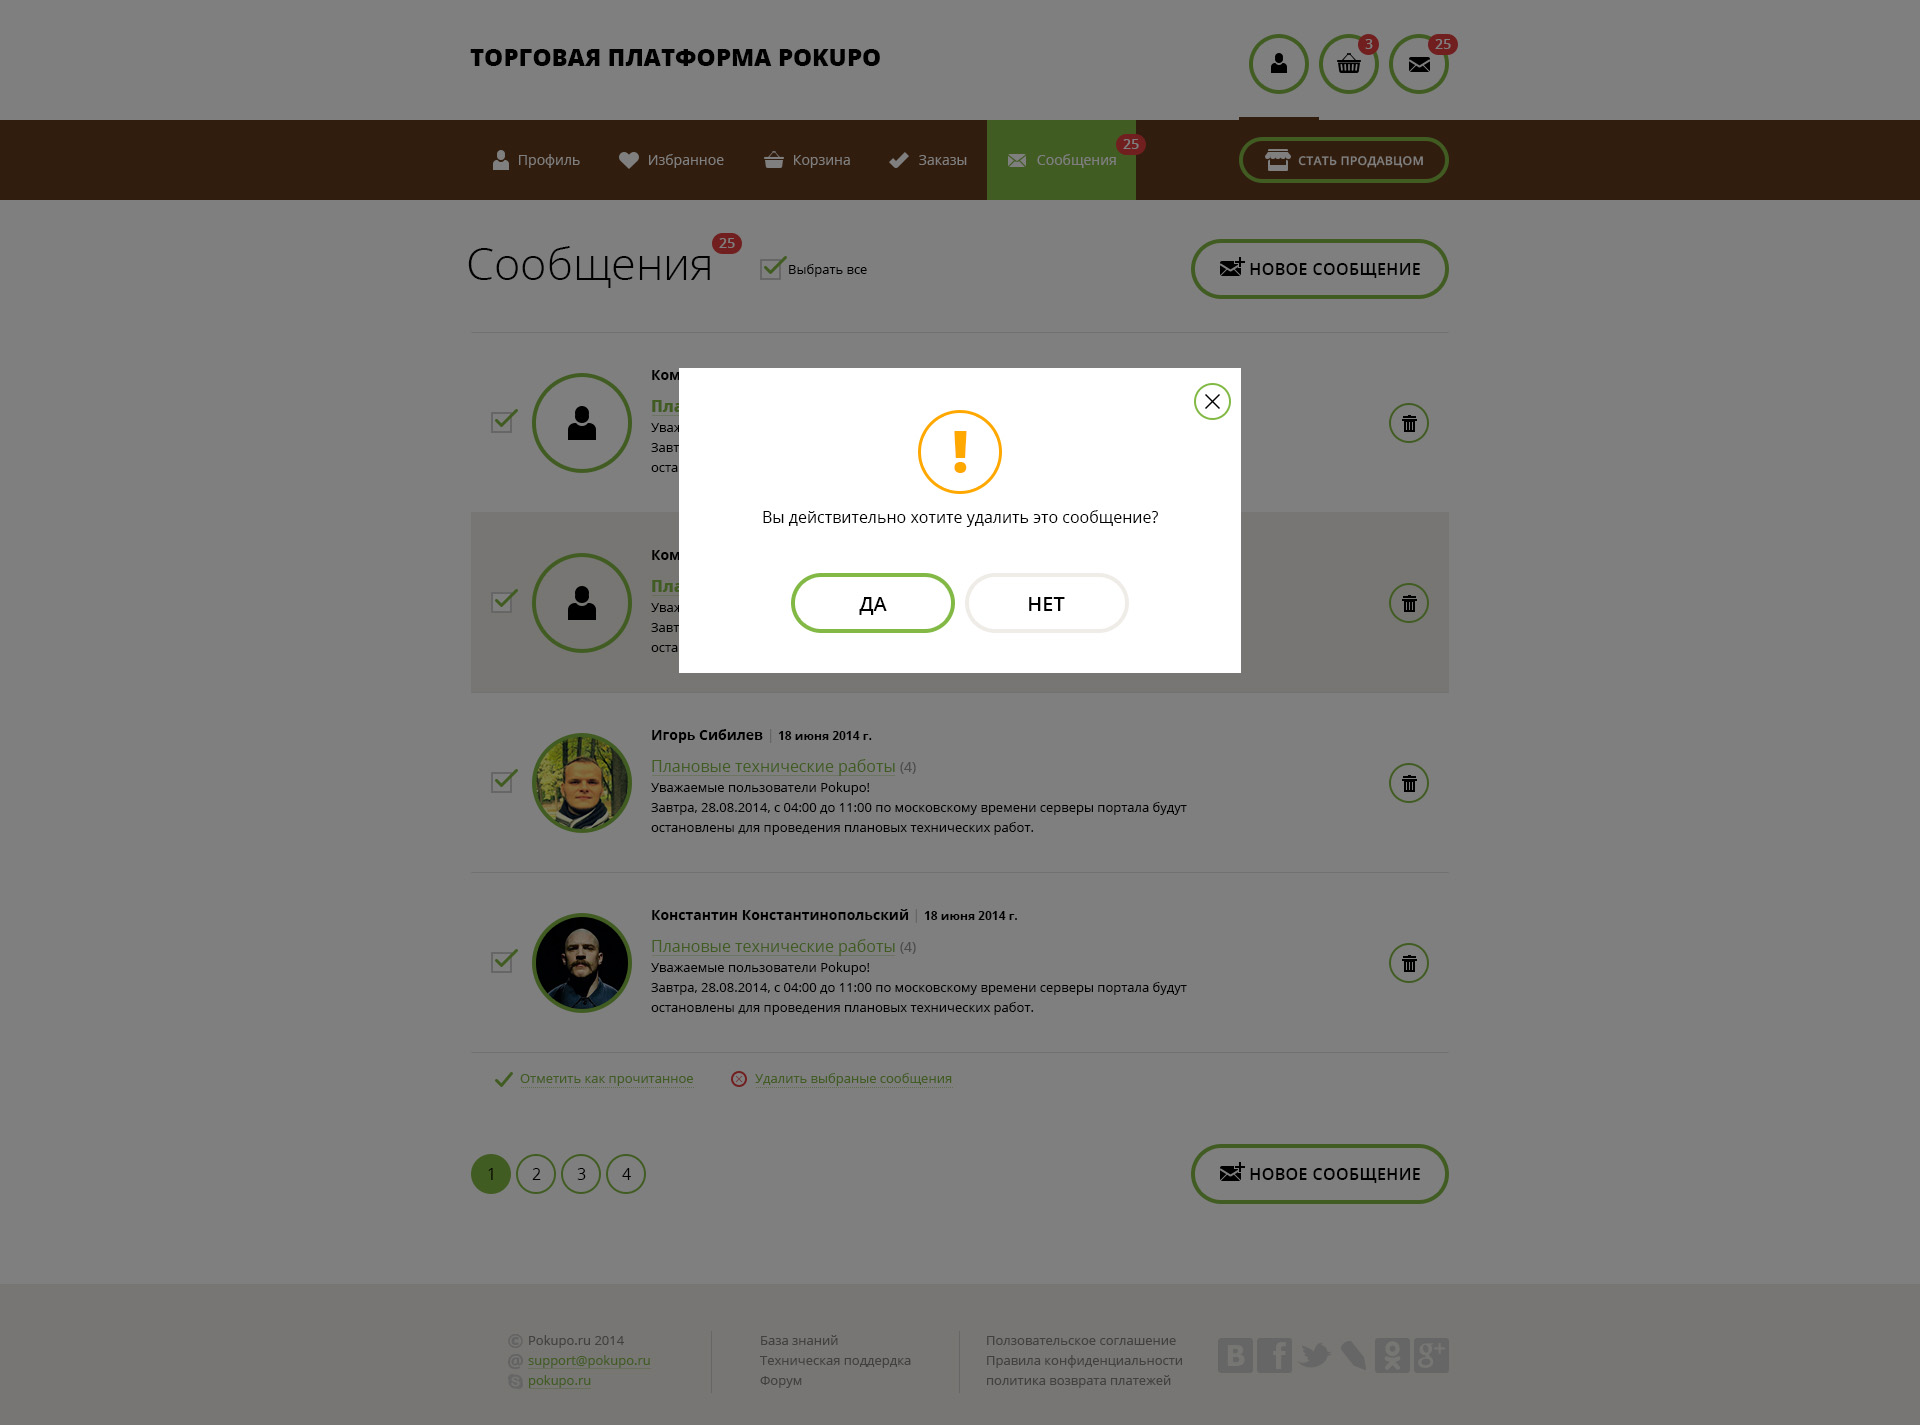 ТОРГОВАЯ ПЛАТФОРМА POKUPO
3
25
Профиль
Избранное
Корзина
Заказы
Сообщения
25
СТАТЬ ПРОДАВЦОМ
Сообщения
25
Выбрать все
НОВОЕ СООБЩЕНИЕ
Ком
Пла
Уваж
Завт
оста
!
Вы действительно хотите удалить это сообщение?
ДА
НЕТ
Ком
Пла
Уваж
Завт
оста
Игорь Сибилев | 18 июня 2014 г.
Плановые технические работы (4)
Уважаемые пользователи Pokupo!
Завтра, 28.08.2014, с 04:00 до 11:00 по московскому времени серверы портала будут
остановлены для проведения плановых технических работ.
Константин Константинопольский | 18 июня 2014 г.
Плановые технические работы (4)
Уважаемые пользователи Pokupo!
Завтра, 28.08.2014, с 04:00 до 11:00 по московскому времени серверы портала будут
остановлены для проведения плановых технических работ.
Отметить как прочитанное
Удалить выбраные сообщения
1 2 3 4
НОВОЕ СООБЩЕНИЕ
© Pokupo.ru 2014
@ support@pokupo.ru
pokupo.ru
База знаний
Техническая поддердка
Форум
Ползовательское соглашение
Правила конфиденциальности
политика возврата платежей